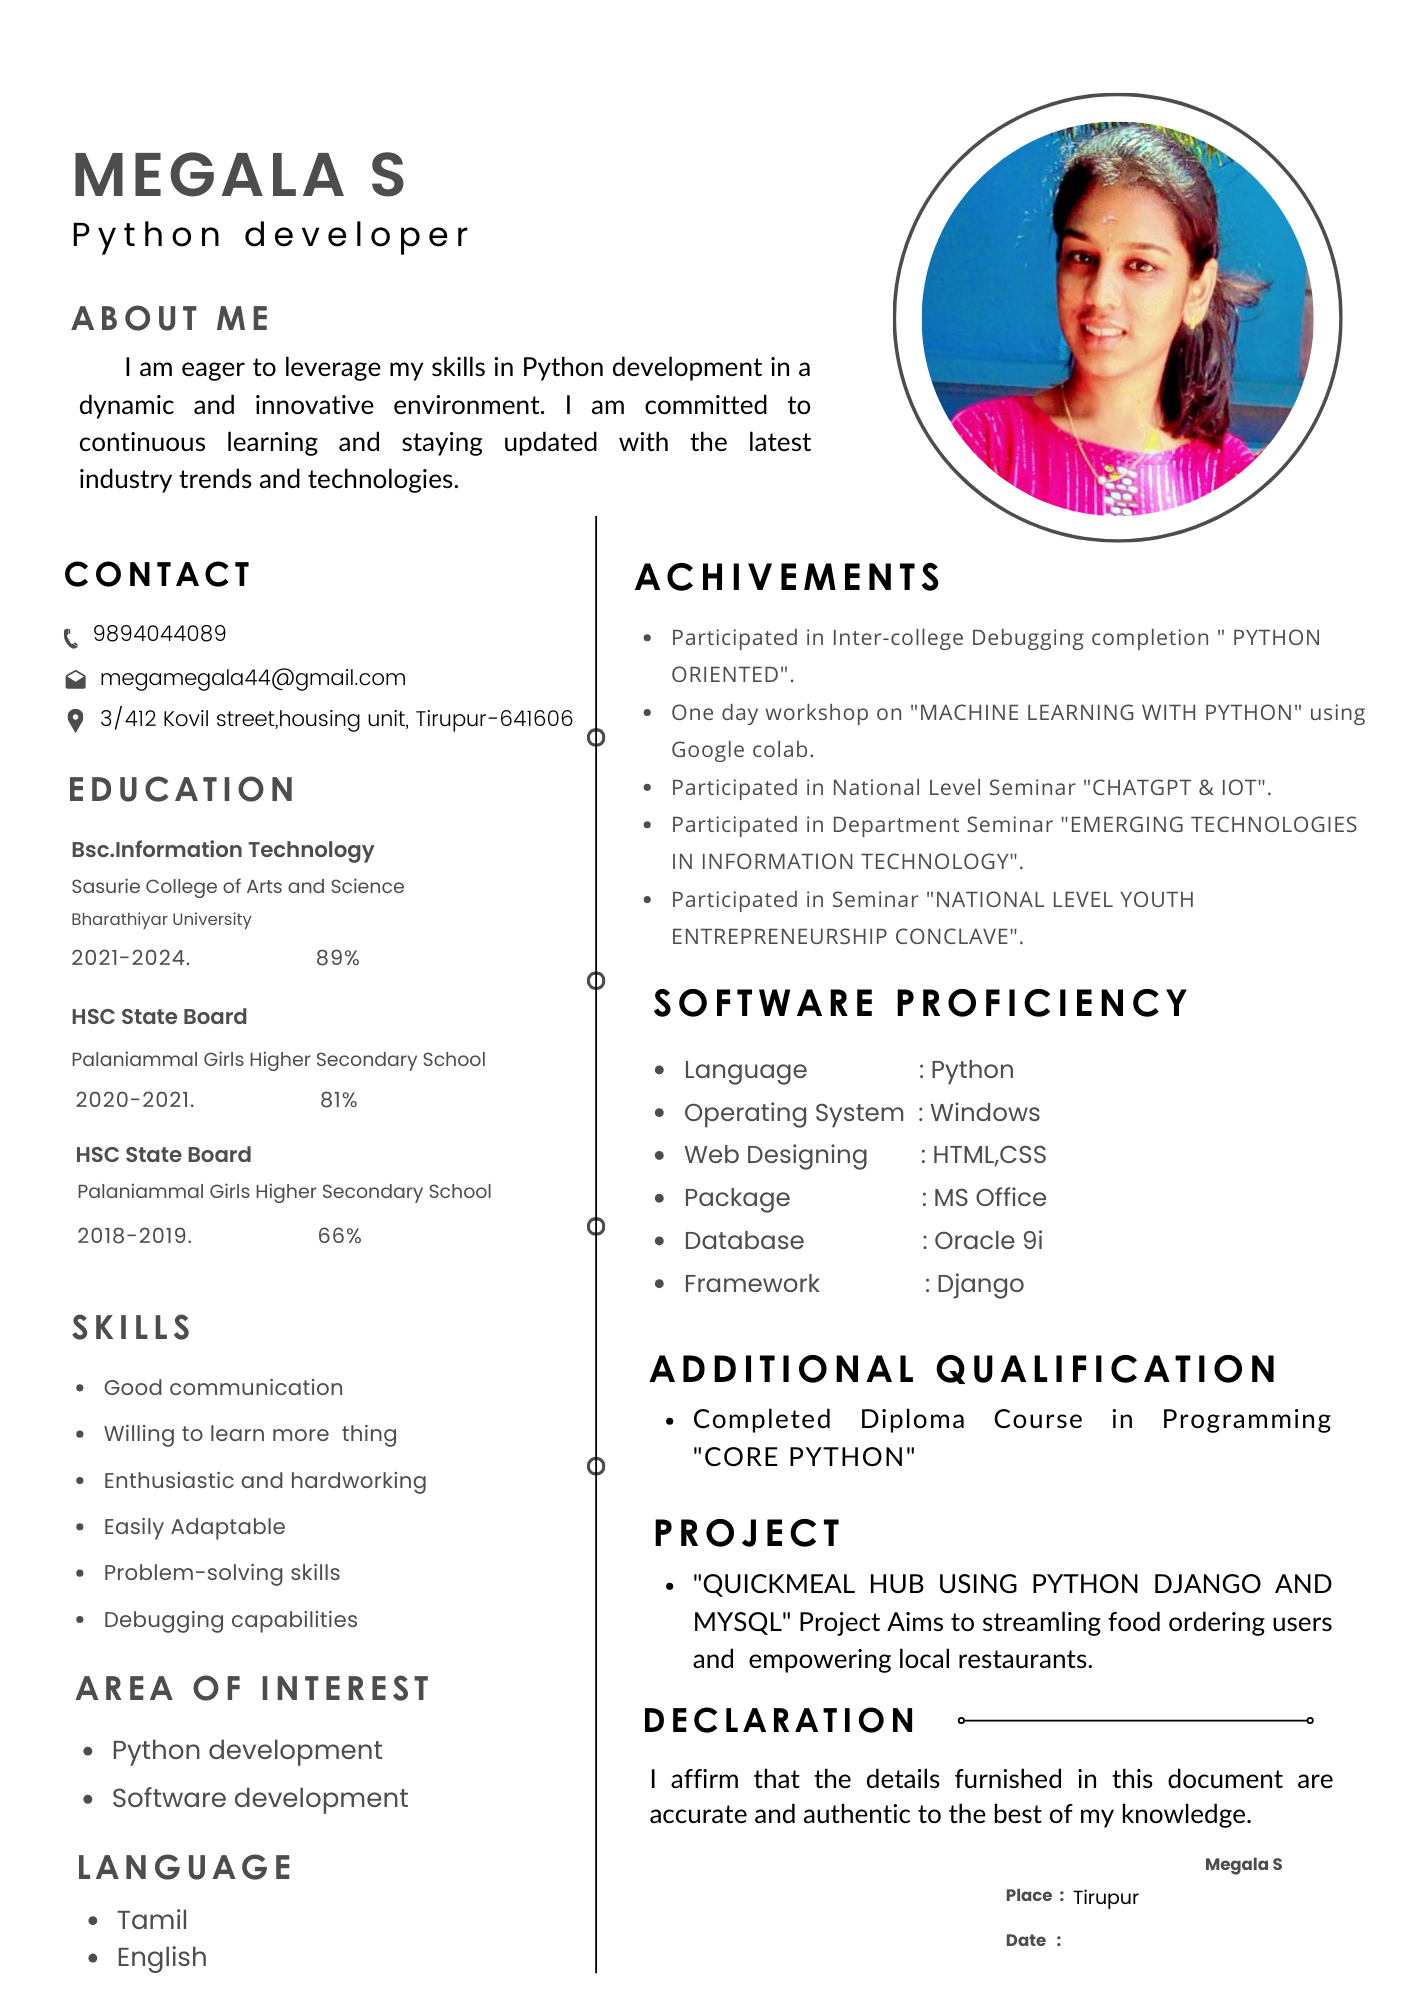 MEGALA S
Python developer
ABOUT ME
I am eager to leverage my skills in Python development in a
dynamic and innovative environment. I am committed to
continuous learning and staying updated with the latest
industry trends and technologies.
CONTACT
9894044089
megamegala44@gmail.com
3/412 Kovil street,housing unit, Tirupur-641606
EDUCATION
Bsc.Information Technology
Sasurie College of Arts and Science
Bharathiyar University
2021-2024. 89%
HSC State Board
Palaniammal Girls Higher Secondary School
2020-2021. 81%
HSC State Board
Palaniammal Girls Higher Secondary School
2018-2019. 66%
SKILLS
• Good communication
• Willing to learn more  thing
• Enthusiastic and hardworking
• Easily Adaptable
• Problem-solving skills
• Debugging capabilities
AREA OF INTEREST
• Python development
• Software development
LANGUAGE
• Tamil
• English
ACHIVEMENTS
• Participated in Inter-college Debugging completion " PYTHON
ORIENTED".
• One day workshop on "MACHINE LEARNING WITH PYTHON" using
Google colab.
• Participated in National Level Seminar "CHATGPT & IOT".
• Participated in Department Seminar "EMERGING TECHNOLOGIES
IN INFORMATION TECHNOLOGY".
• Participated in Seminar "NATIONAL LEVEL YOUTH
ENTREPRENEURSHIP CONCLAVE".
SOFTWARE PROFICIENCY
• Language : Python
• Operating System : Windows
• Web Designing : HTML,CSS
• Package : MS Office
• Database : Oracle 9i
• Framework : Django
ADDITIONAL QUALIFICATION
• Completed Diploma Course in Programming
"CORE PYTHON"
PROJECT
• "QUICKMEAL HUB USING PYTHON DJANGO AND
MYSQL" Project Aims to streamling food ordering users
and  empowering local restaurants.
DECLARATION
I affirm that the details furnished in this document are
accurate and authentic to the best of my knowledge.
Megala S
Place : Tirupur
Date :